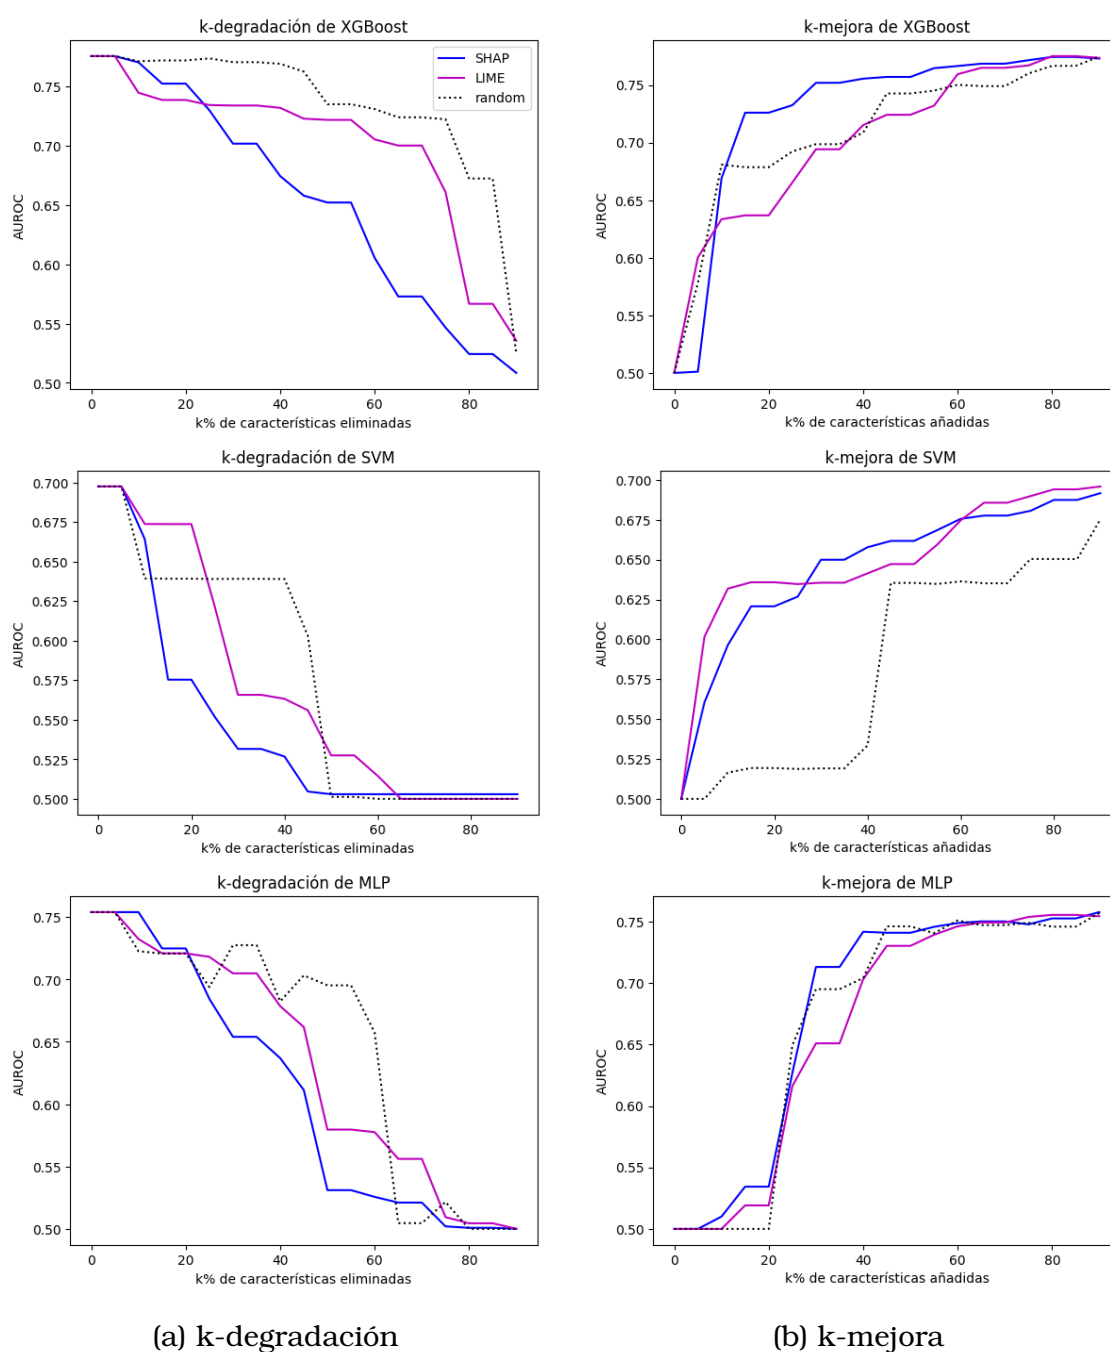 k-degradación de XGBoost
AUROC
0.75
0.70
0.65
0.60
0.55
0.50
SHAP
LIME
random
0 20 40 60 80
k% de características eliminadas
k-mejora de XGBoost
AUROC
0.75
0.70
0.65
0.60
0.55
0.50
0 20 40 60 80
k% de características añadidas
k-degradación de SVM
AUROC
0.700
0.675
0.650
0.625
0.600
0.575
0.550
0.525
0.500
0 20 40 60 80
k% de características eliminadas
k-mejora de SVM
AUROC
0.700
0.675
0.650
0.625
0.600
0.575
0.550
0.525
0.500
0 20 40 60 80
k% de características añadidas
k-degradación de MLP
AUROC
0.75
0.70
0.65
0.60
0.55
0.50
0 20 40 60 80
k% de características eliminadas
k-mejora de MLP
AUROC
0.75
0.70
0.65
0.60
0.55
0.50
0 20 40 60 80
k% de características añadidas
(a) k-degradación
(b) k-mejora